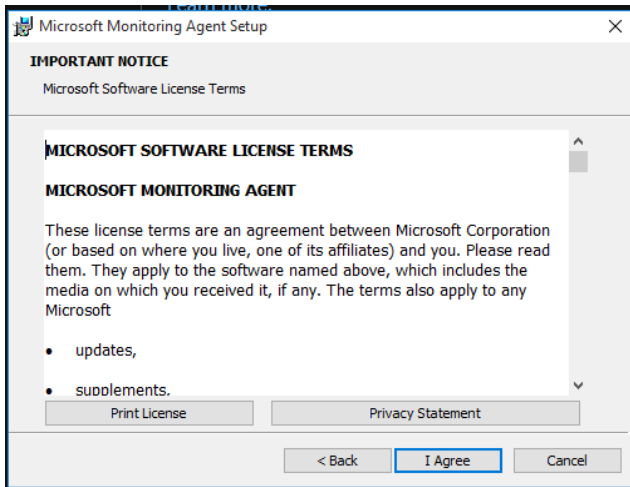 Learn more.
Microsoft Monitoring Agent Setup
IMPORTANT NOTICE
Microsoft Software License Terms
MICROSOFT SOFTWARE LICENSE TERMS
MICROSOFT MONITORING AGENT
These license terms are an agreement between Microsoft Corporation
(or based on where you live, one of its affiliates) and you. Please read
them. They apply to the software named above, which includes the
media on which you received it, if any. The terms also apply to any
Microsoft
• updates,
• supplements,
Print License
Privacy Statement
< Back
I Agree
Cancel